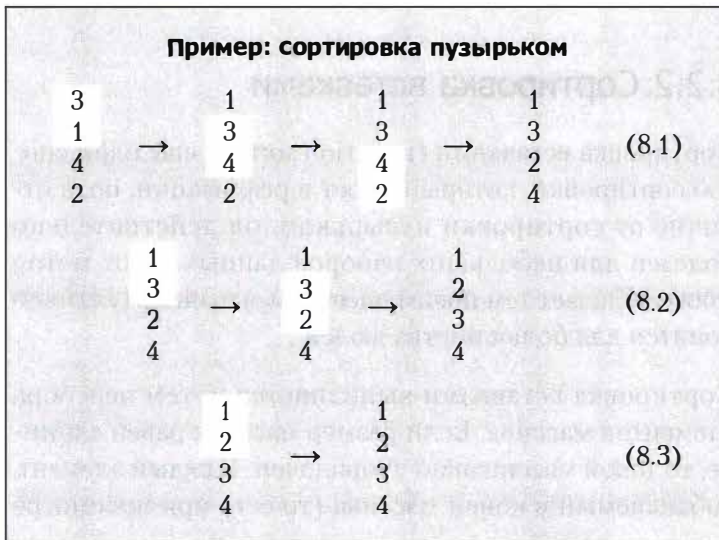 Пример: сортировка пузырьком
3 1 1 1
1 3 3 3
4 → 4 → 4 → 2 (8.1)
2 2 2 4
1 1 1
3 3 2
2 → 2 → 3 (8.2)
4 4 4
1 1
2 2
3 → 3 (8.3)
4 4